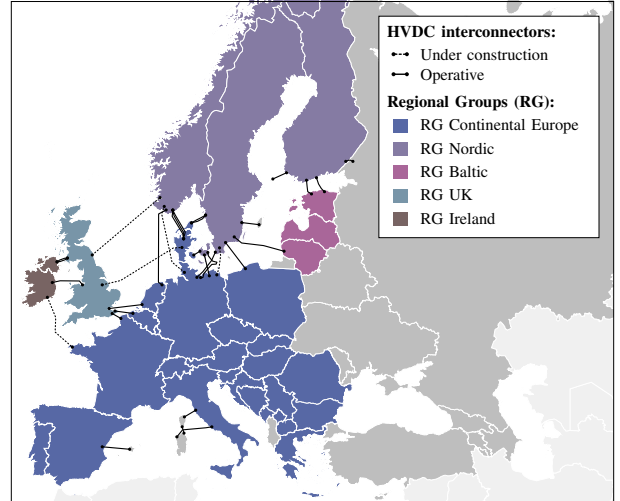 HVDC interconnectors:
Under construction
Operative
Regional Groups (RG):
RG Continental Europe
RG Nordic
RG Baltic
RG UK
RG Ireland